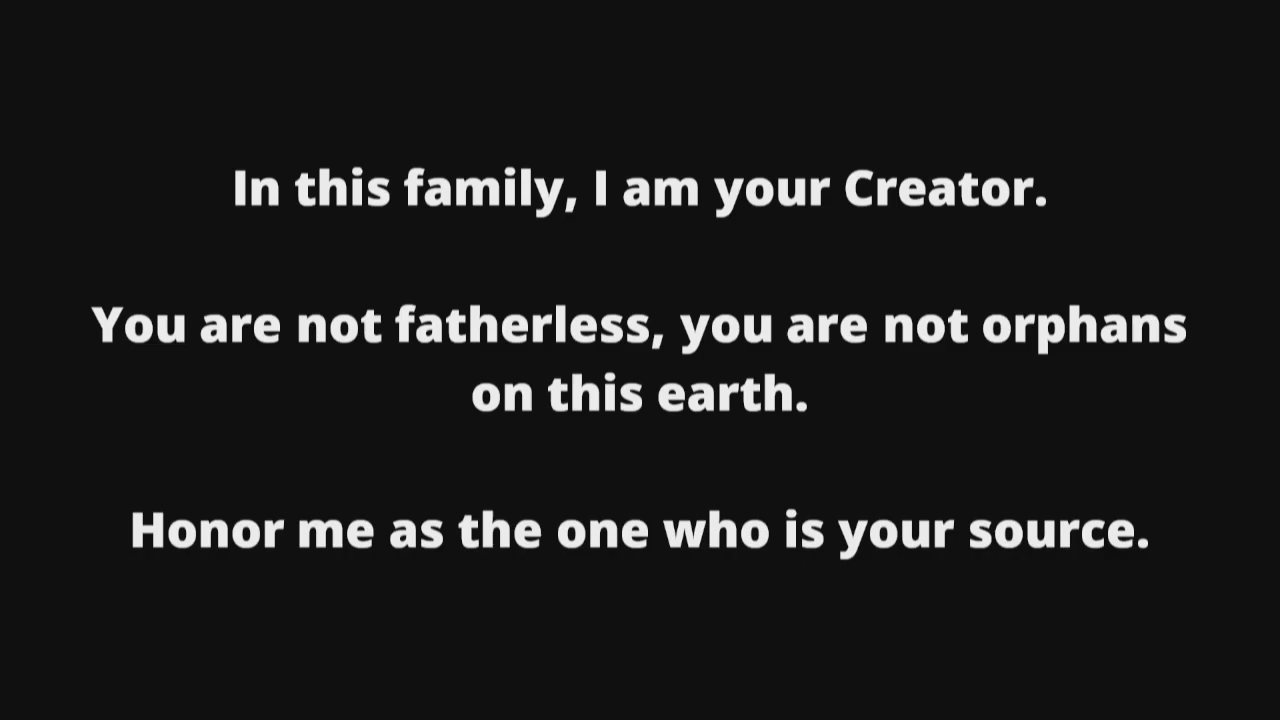 In this family, I am your Creator.
You are not fatherless, you are not orphans
on this earth.
Honor me as the one who is your source.